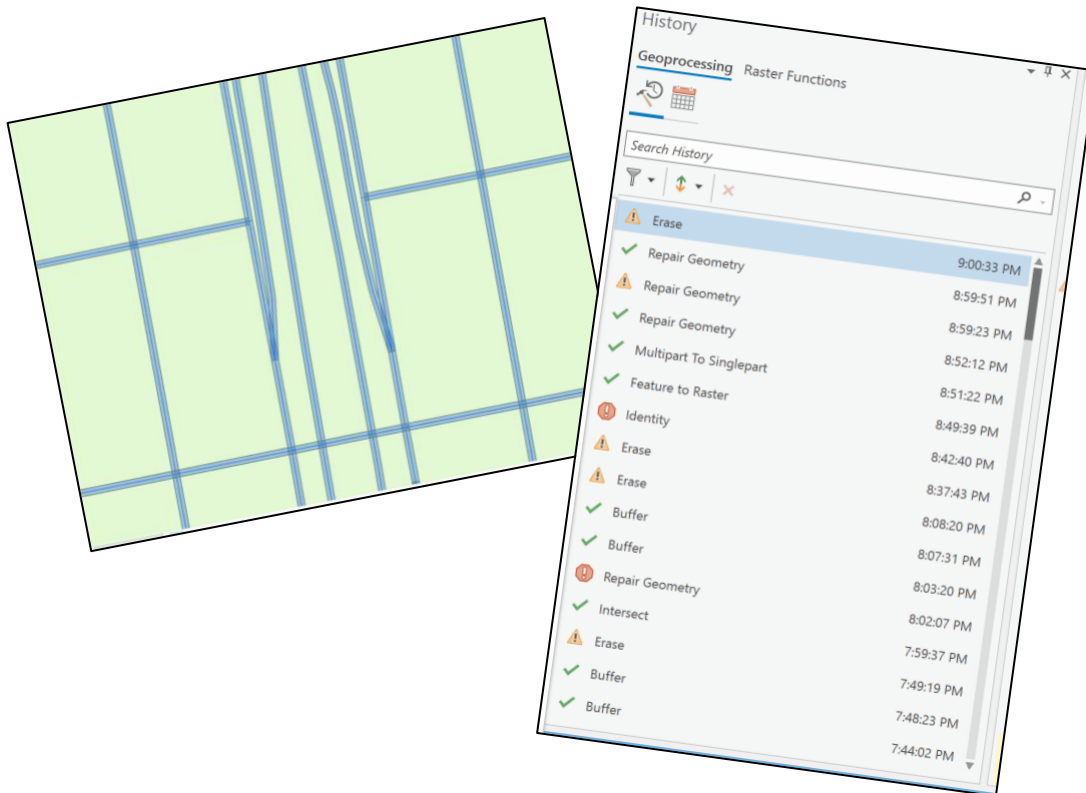 History
Geoprocessing Raster Functions
Search History
Erase 9:00:33 PM
Repair Geometry 8:59:51 PM
Repair Geometry 8:59:23 PM
Repair Geometry 8:52:12 PM
Multipart To Singlepart 8:51:22 PM
Feature to Raster 8:49:39 PM
Identity 8:42:40 PM
Erase 8:37:43 PM
Erase 8:08:20 PM
Buffer 8:07:31 PM
Buffer 8:03:20 PM
Repair Geometry 8:02:07 PM
Intersect 7:59:37 PM
Erase 7:49:19 PM
Buffer 7:48:23 PM
Buffer 7:44:02 PM